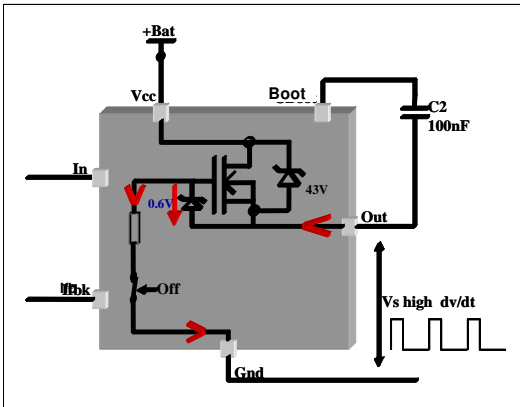 +Bat
Vcc
Boot
C2
100nF
In
0.6V
43V
Out
Off
Vs high dv/dt
Gnd